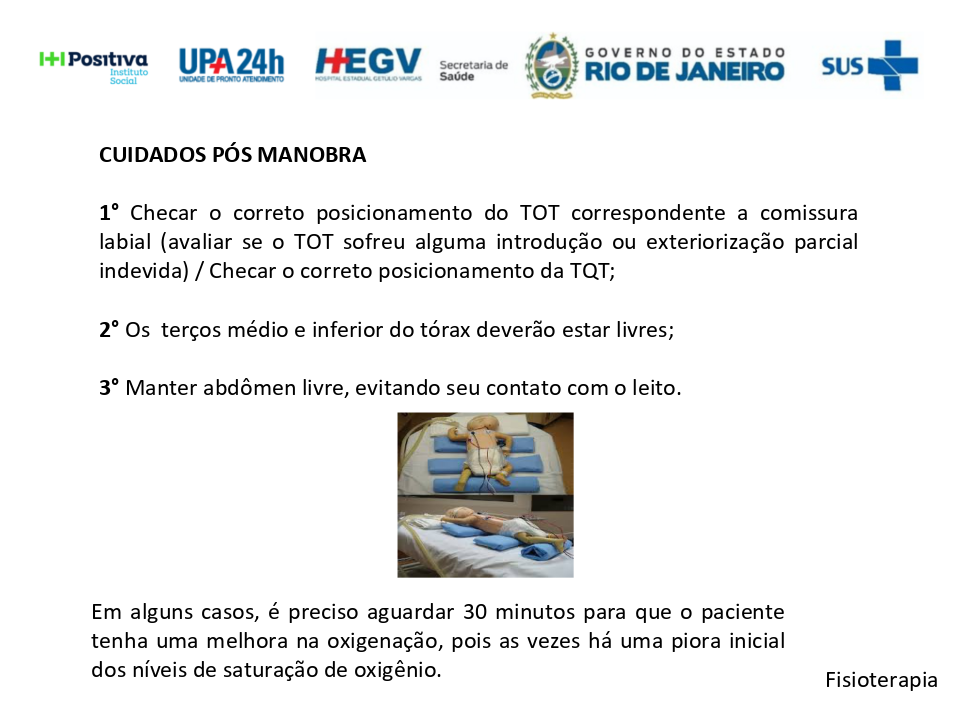 Positiva
Instituto
Social
UPA24h
UNIDADE DE PRONTO ATENDIMENTO
HEGV
HOSPITAL ESTADUAL GETULIO VARGAS
Secretaria de
Saúde
GOVERNO DO ESTADO
RIO DE JANEIRO
SUS
CUIDADOS PÓS MANOBRA
1° Checar o correto posicionamento do TOT correspondente a comissura
labial (avaliar se o TOT sofreu alguma introdução ou exteriorização parcial
indevida) / Checar o correto posicionamento da TQT;
2° Os terços médio e inferior do tórax deverão estar livres;
3° Manter abdômen livre, evitando seu contato com o leito.
Em alguns casos, é preciso aguardar 30 minutos para que o paciente
tenha uma melhora na oxigenação, pois as vezes há uma piora inicial
dos níveis de saturação de oxigênio.
Fisioterapia